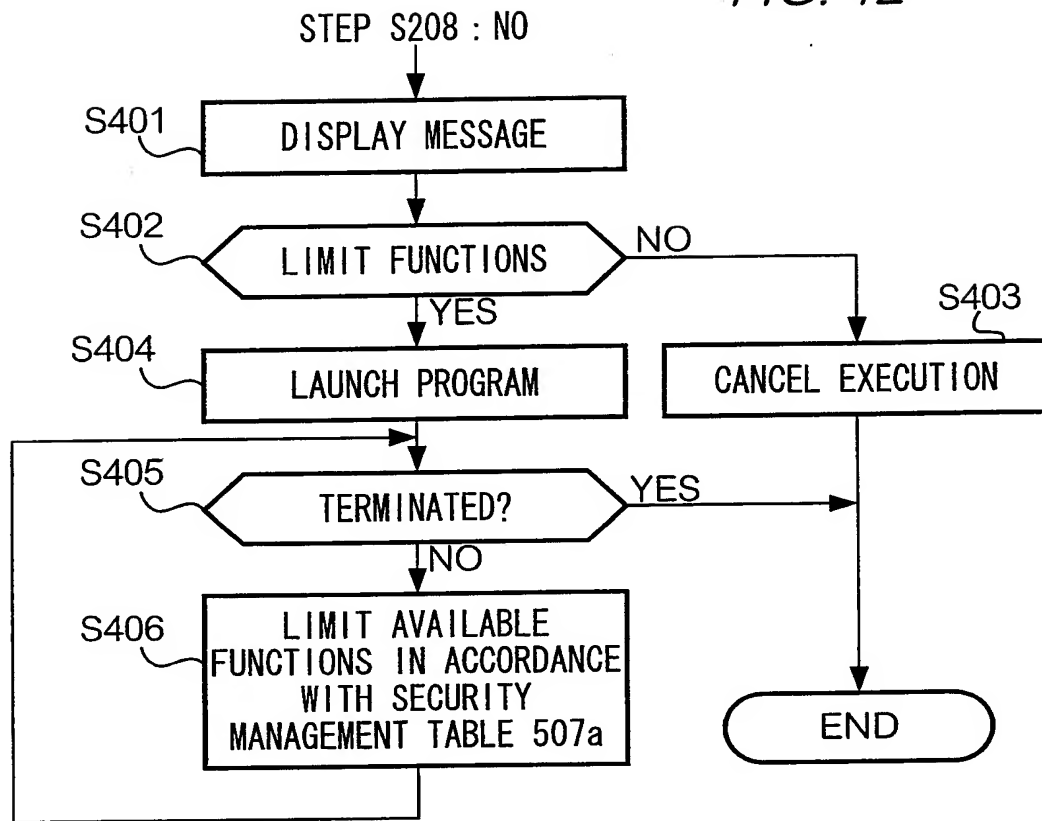 STEP S208 : NO
S401
DISPLAY MESSAGE
S402
LIMIT FUNCTIONS
NO
YES
S403
CANCEL EXECUTION
S404
LAUNCH PROGRAM
S405
TERMINATED?
YES
NO
S406
LIMIT AVAILABLE
FUNCTIONS IN ACCORDANCE
WITH SECURITY
MANAGEMENT TABLE 507a
END